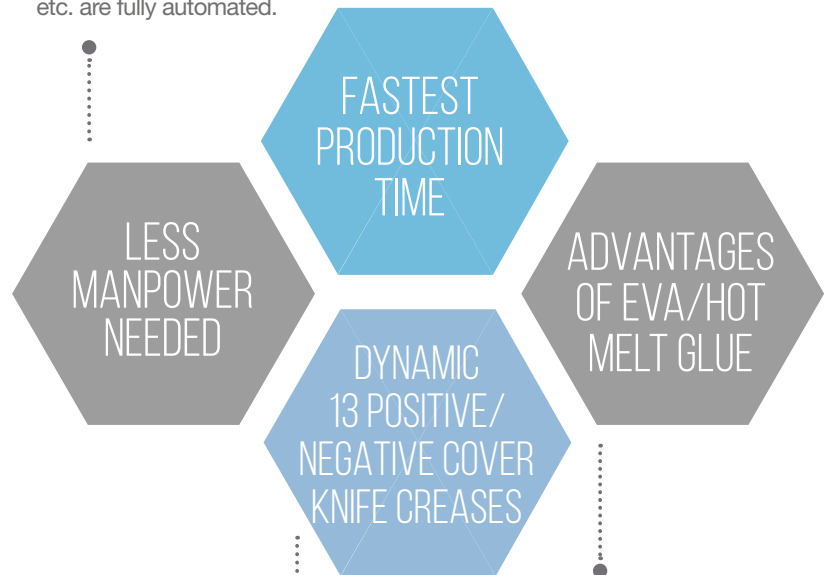 etc. are fully automated.
FASTEST
PRODUCTION
TIME
LESS
MANPOWER
NEEDED
ADVANTAGES
OF EVA/HOT
MELT GLUE
DYNAMIC
13 POSITIVE/
NEGATIVE COVER
KNIFE CREASES